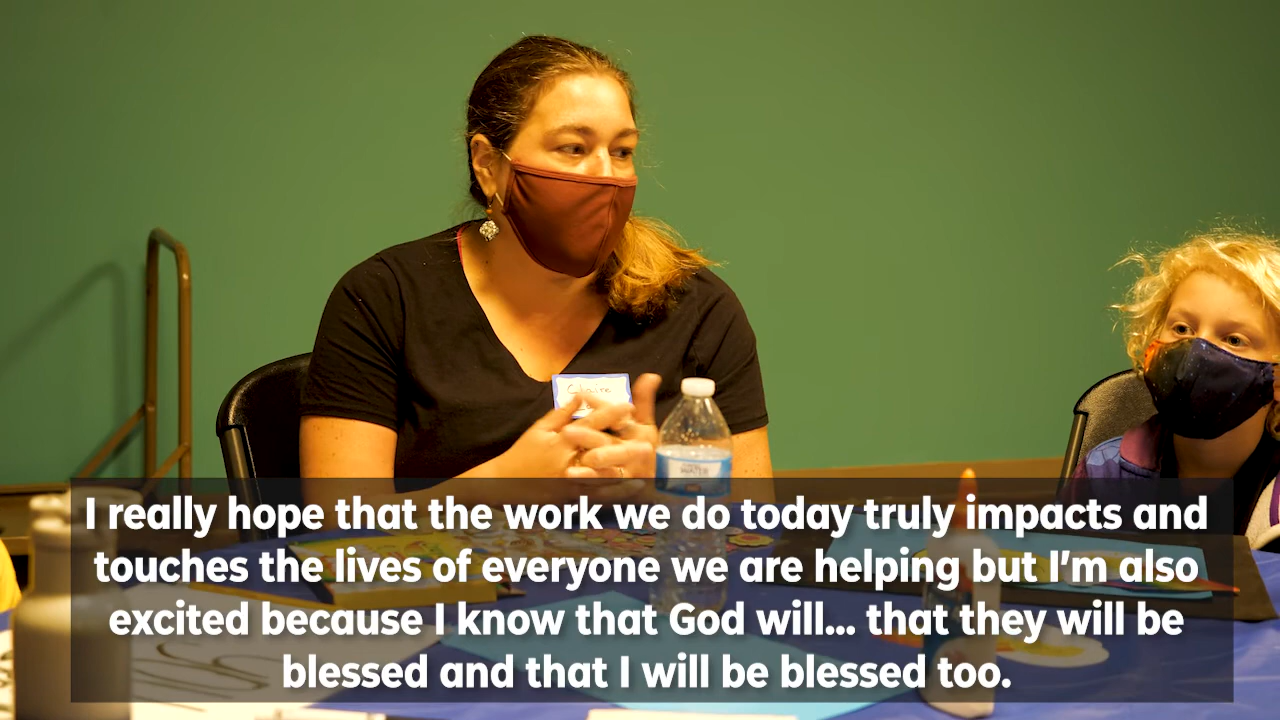 Claire
WATER
I really hope that the work we do today truly impacts and
touches the lives of everyone we are helping but I'm also
excited because I know that God will... that they will be
blessed and that I will be blessed too.